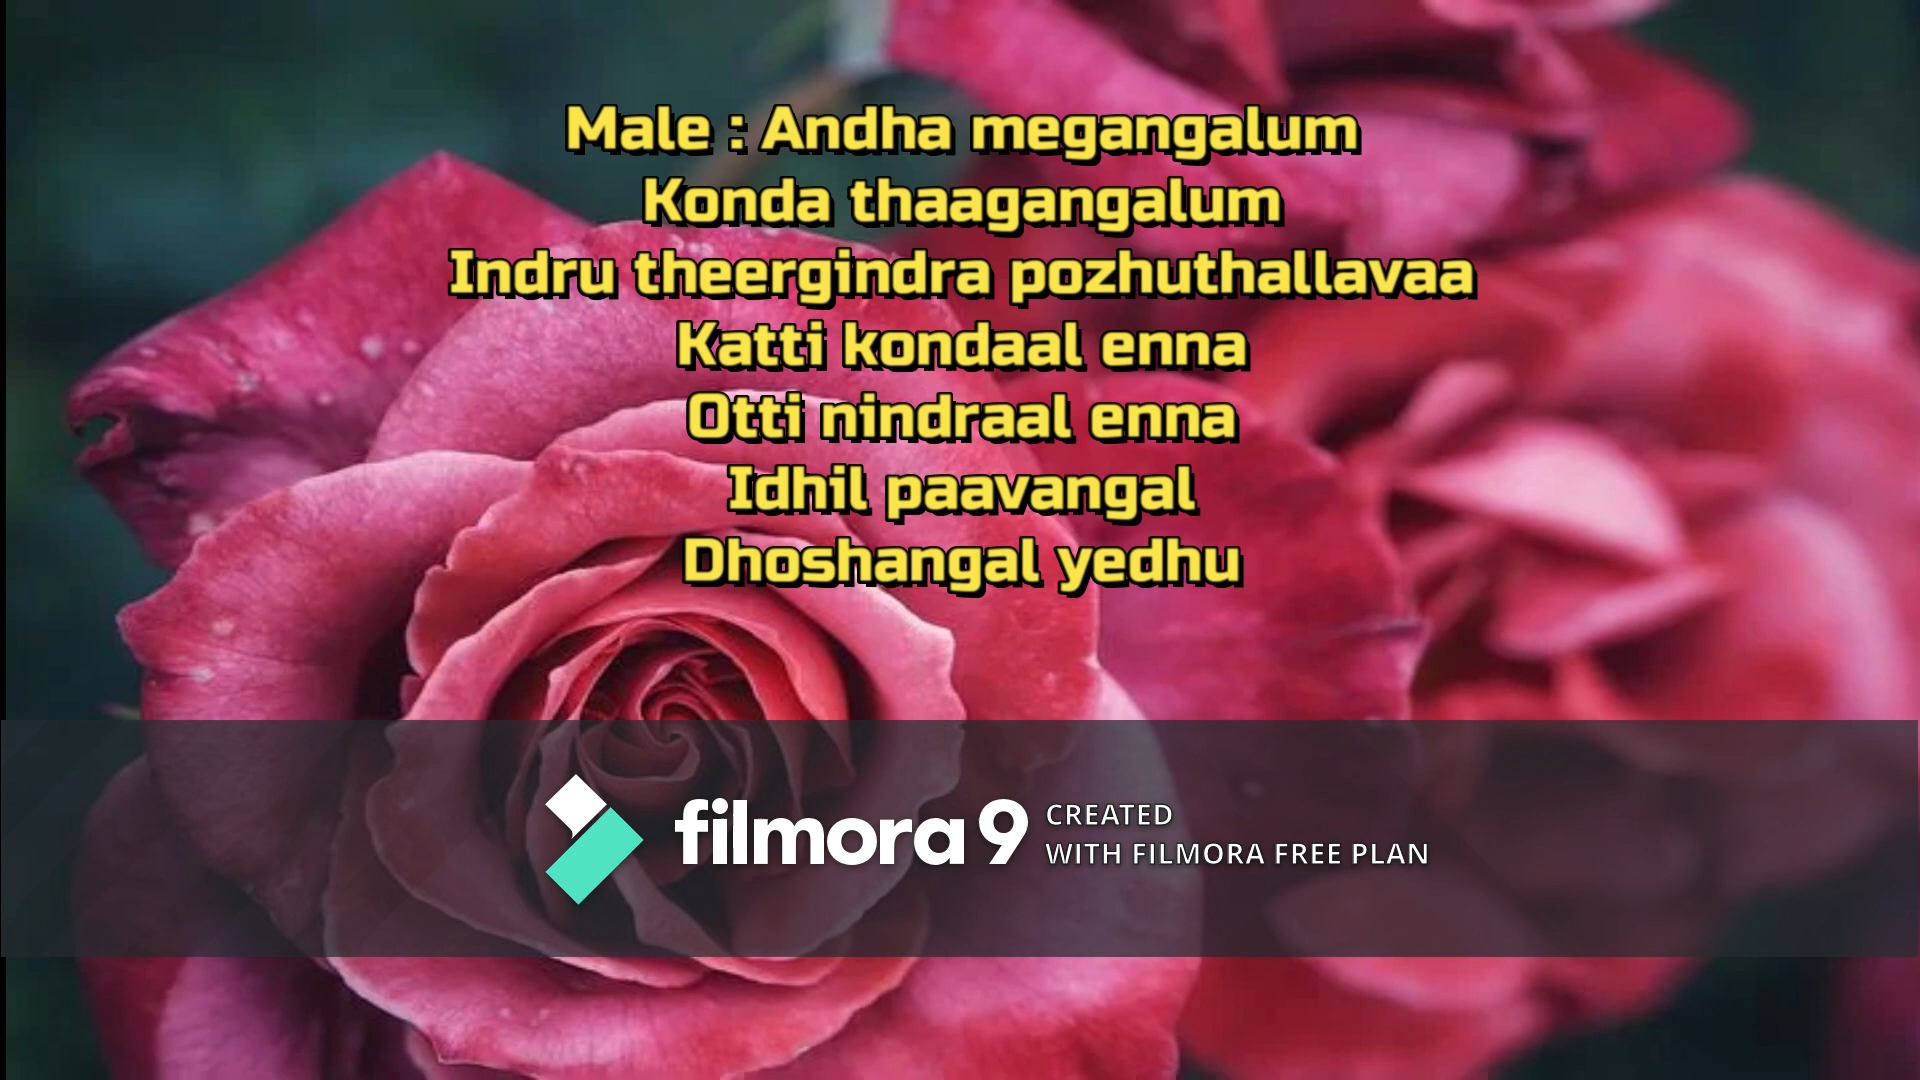 Male : Andha megangalum
Konda thaagangalum
Indru theergindra pozhuthallavaa
Katti kondaal enna
Otti nindraal enna
Idhil paavangal
Dhoshangal yedhu
filmora 9 CREATED
WITH FILMORA FREE PLAN